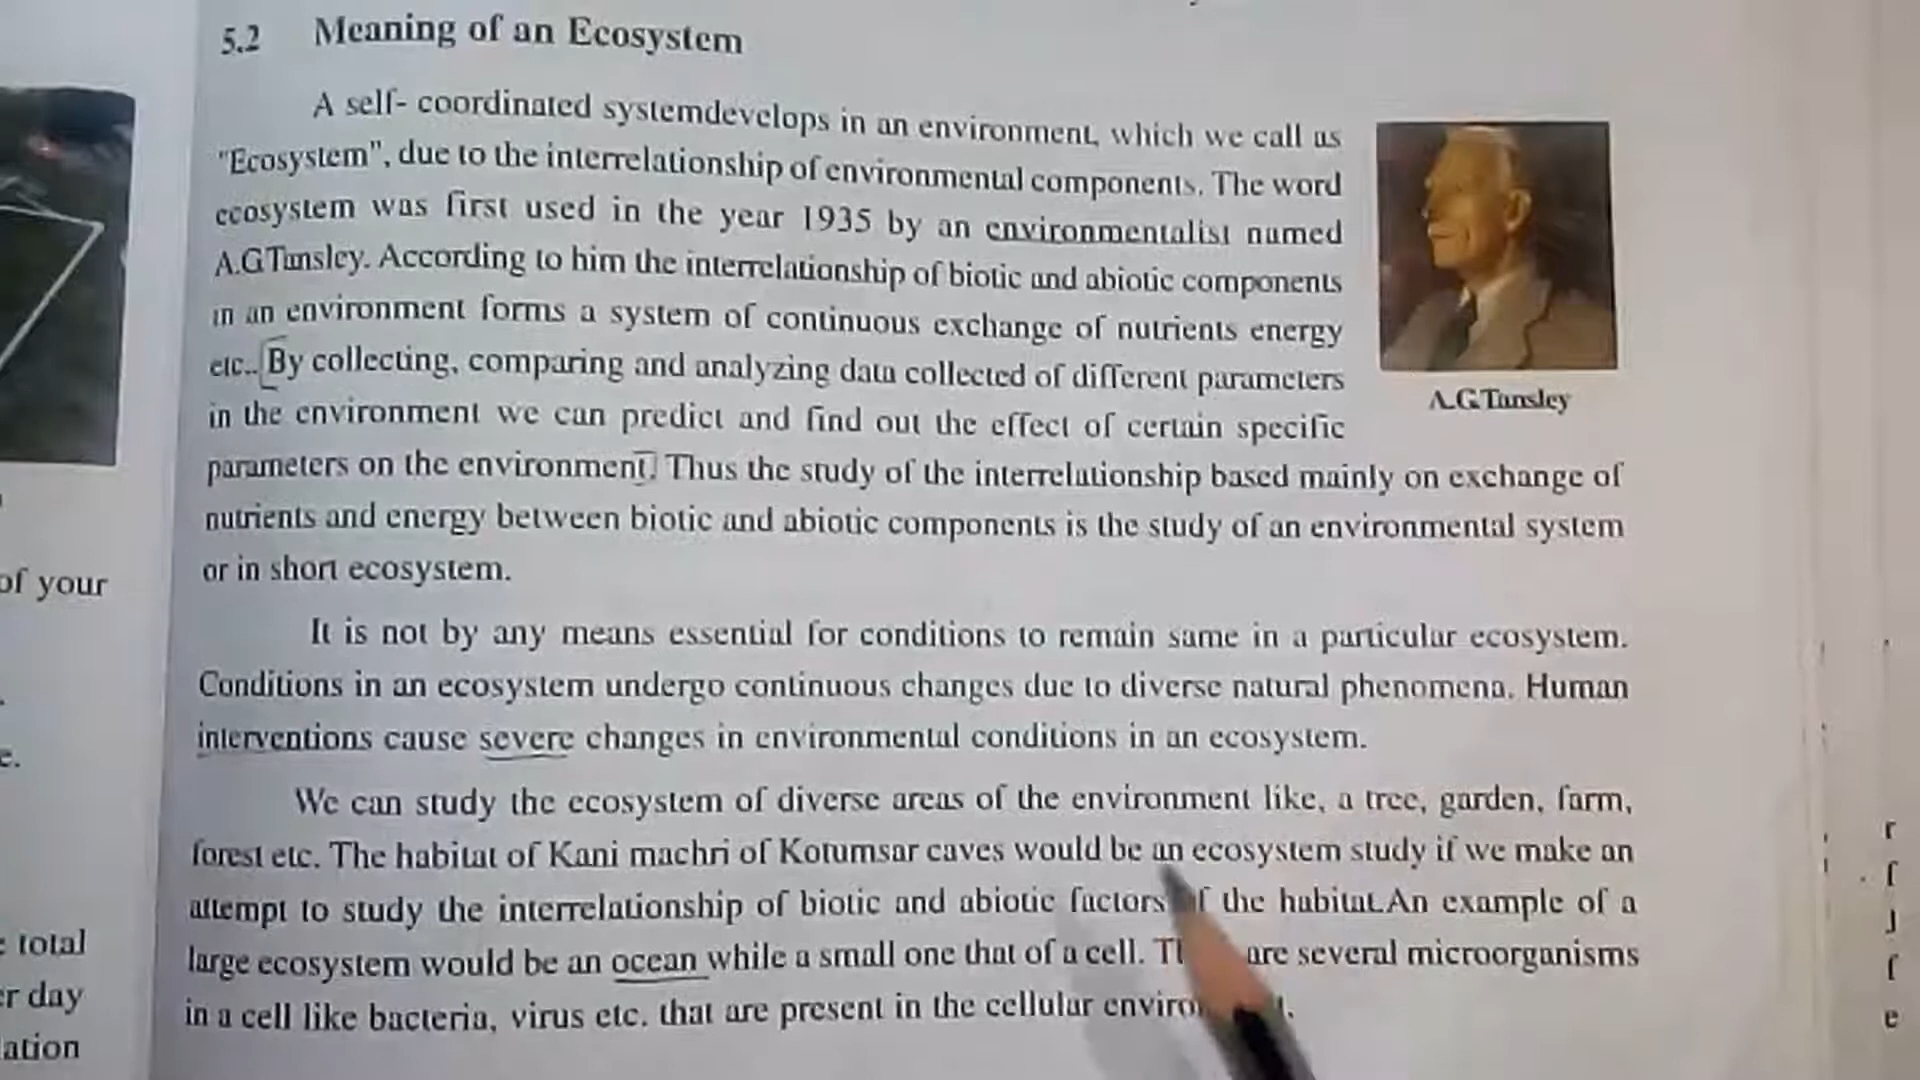 5.2 Meaning of an Ecosystem
A self- coordinated systemdevelops in an environment, which we call as
"Ecosystem", due to the interrelationship of environmental components. The word
ecosystem was first used in the year 1935 by an environmentalist named
A.G.Tansley. According to him the interrelationship of biotic and abiotic components
in an environment forms a system of continuous exchange of nutrients energy
etc.. By collecting, comparing and analyzing data collected of different parameters
in the environment we can predict and find out the effect of certain specific
parameters on the environment. Thus the study of the interrelationship based mainly on exchange of
nutrients and energy between biotic and abiotic components is the study of an environmental system
or in short ecosystem.
A.G.Tansley
It is not by any means essential for conditions to remain same in a particular ecosystem.
Conditions in an ecosystem undergo continuous changes due to diverse natural phenomena. Human
interventions cause severe changes in environmental conditions in an ecosystem.
We can study the ecosystem of diverse areas of the environment like, a tree, garden, farm,
forest etc. The habitat of Kani machri of Kotumsar caves would be an ecosystem study if we make an
attempt to study the interrelationship of biotic and abiotic factors of the habitat.An example of a
large ecosystem would be an ocean while a small one that of a cell. are several microorganisms
in a cell like bacteria, virus etc. that are present in the cellular
of your
e.
total
er day
lation
r
f
J
f
e